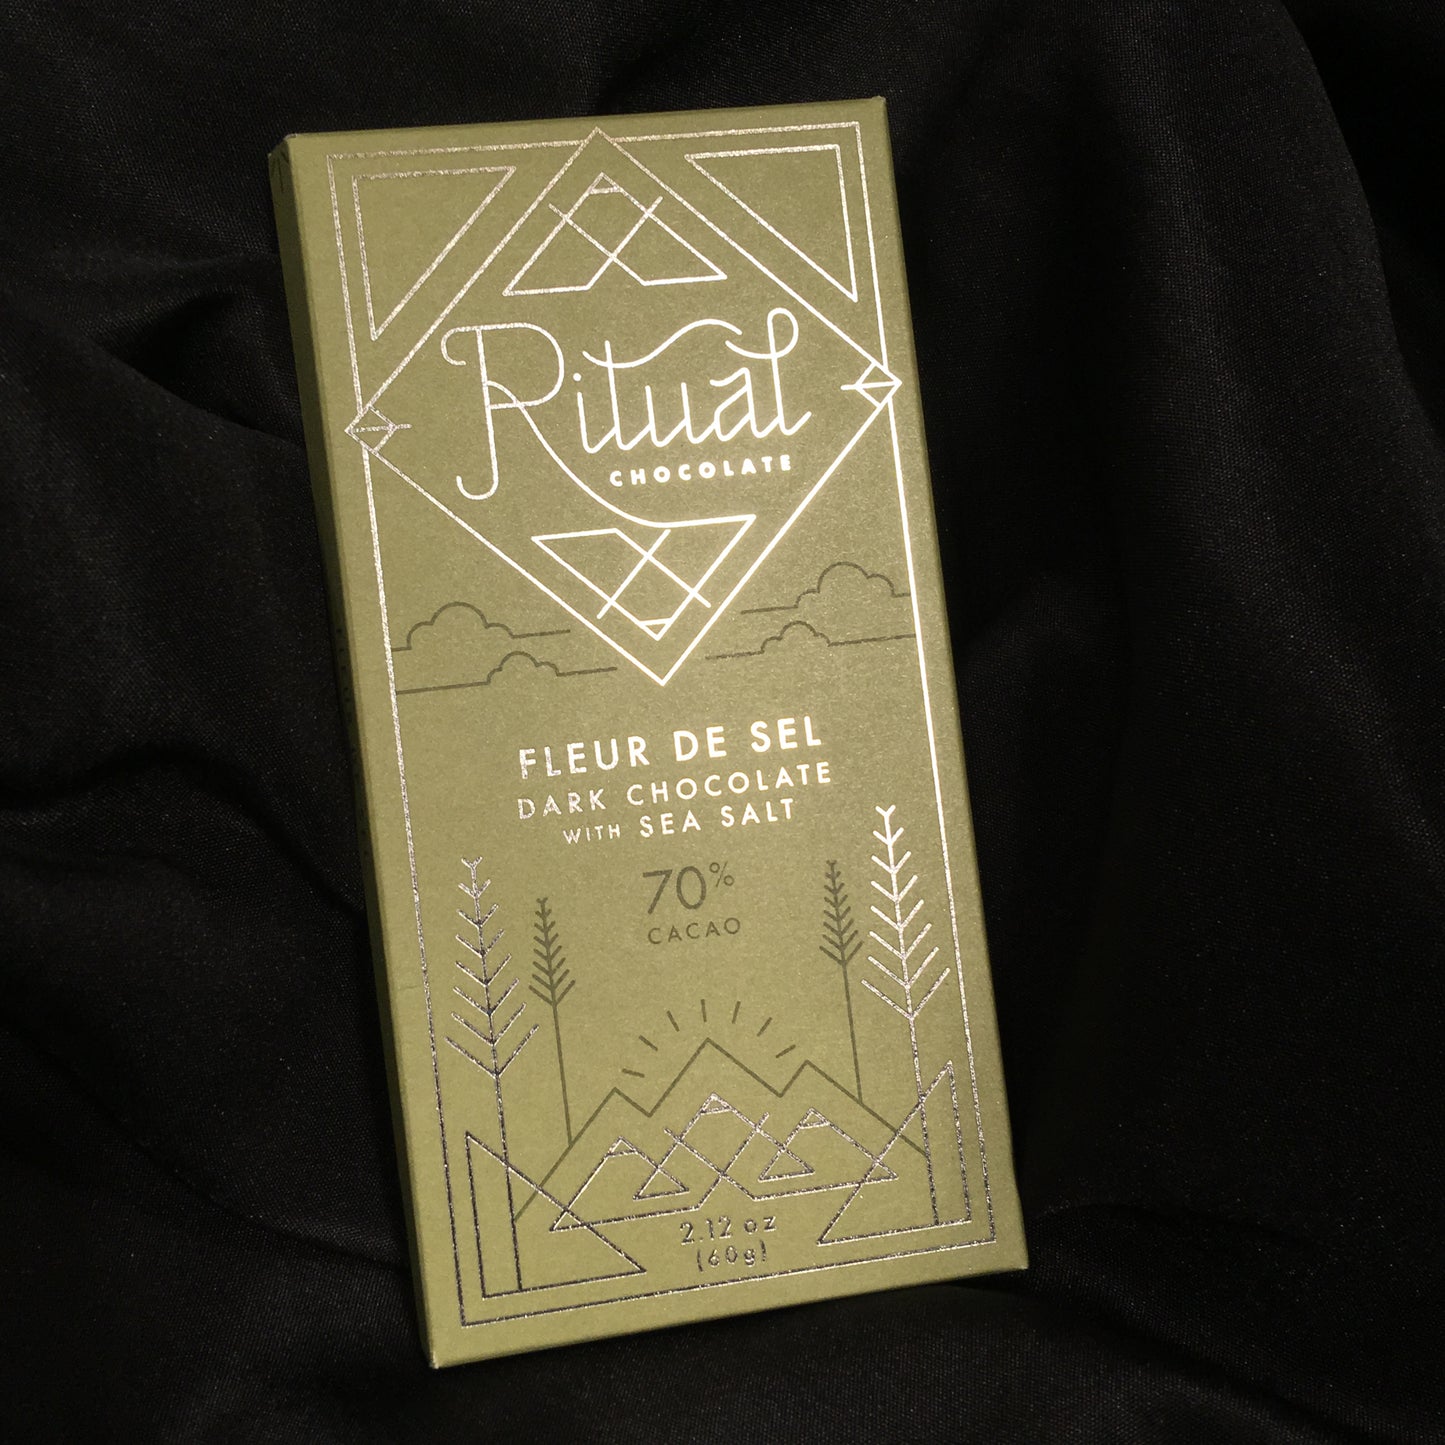 Ritual
CHOCOLATE
FLEUR DE SEL
DARK CHOCOLATE
WITH SEA SALT
70%
CACAO
2.12 oz
(60g)